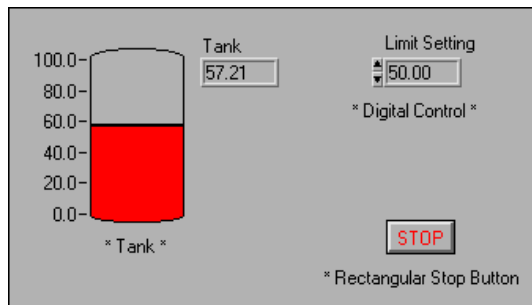 Tank
57.21
Limit Setting
50.00
* Digital Control *
100.0
80.0
60.0
40.0
20.0
0.0
* Tank *
STOP
* Rectangular Stop Button